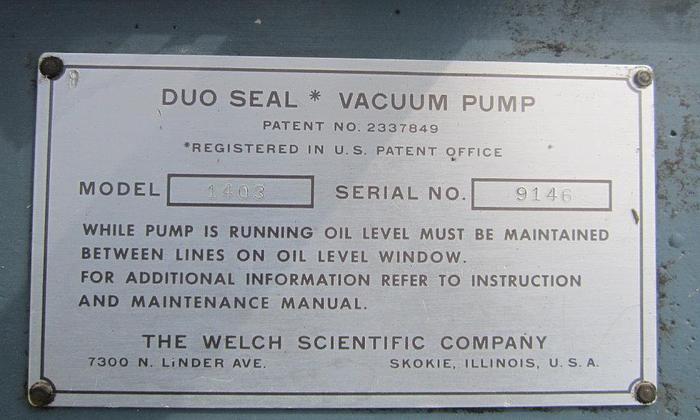 DUO SEAL * VACUUM PUMP
PATENT NO. 2337849
*REGISTERED IN U.S. PATENT OFFICE
MODEL 1403 SERIAL NO. 9146
WHILE PUMP IS RUNNING OIL LEVEL MUST BE MAINTAINED
BETWEEN LINES ON OIL LEVEL WINDOW.
FOR ADDITIONAL INFORMATION REFER TO INSTRUCTION
AND MAINTENANCE MANUAL.
THE WELCH SCIENTIFIC COMPANY
7300 N. LiNDER AVE. SKOKIE, ILLINOIS, U.S.A.